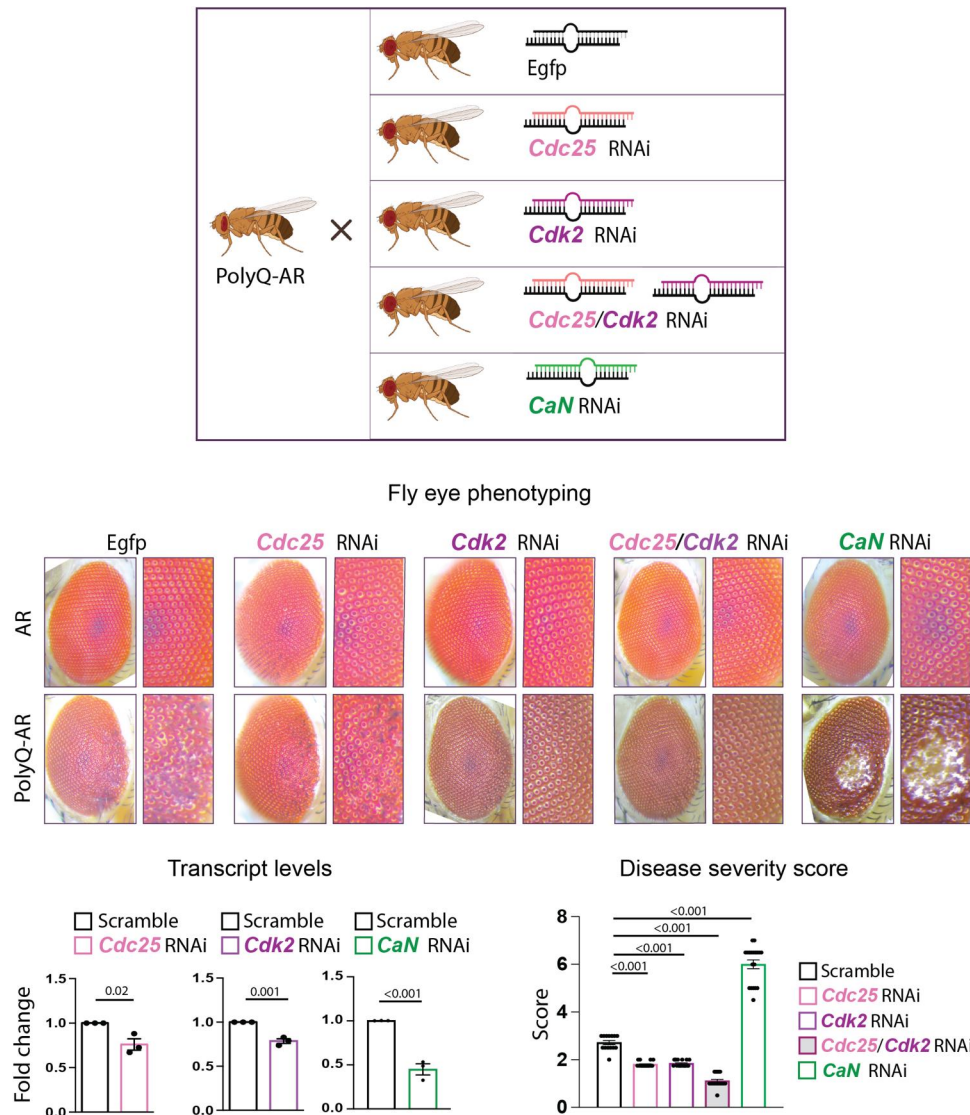 Egfp
Cdc25 RNAi
Cdk2 RNAi
PolyQ-AR
×
Cdc25/Cdk2 RNAi
CaN RNAi
Fly eye phenotyping
Egfp
Cdc25 RNAi
Cdk2 RNAi
Cdc25/Cdk2 RNAi
CaN RNAi
AR
PolyQ-AR
Transcript levels
Scramble
Cdc25 RNAi
Scramble
Cdk2 RNAi
Scramble
CaN RNAi
Fold change
1.5
1.0
0.5
0.0
0.02
1.5
1.0
0.5
0.0
0.001
1.5
1.0
0.5
0.0
<0.001
Disease severity score
Score
8
6
4
2
0
<0.001
<0.001
<0.001
<0.001
Scramble
Cdc25 RNAi
Cdk2 RNAi
Cdc25/Cdk2 RNAi
CaN RNAi